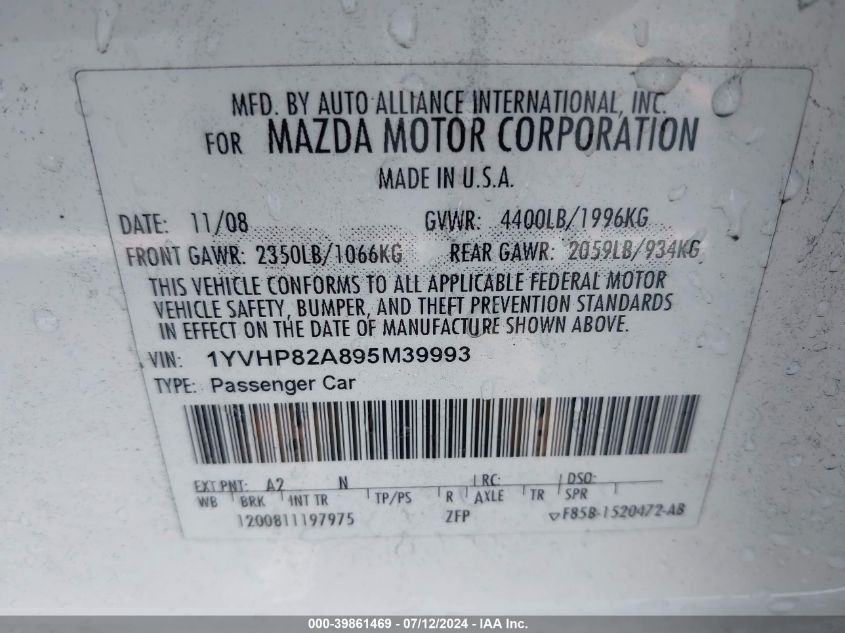 MFD. BY AUTO ALLIANCE INTERNATIONAL, INC.
FOR MAZDA MOTOR CORPORATION
MADE IN U.S.A.
DATE: 11/08 GVWR: 4400LB/1996KG
FRONT GAWR: 2350LB/1066KG REAR GAWR: 2059LB/934KG
THIS VEHICLE CONFORMS TO ALL APPLICABLE FEDERAL MOTOR
VEHICLE SAFETY, BUMPER, AND THEFT PREVENTION STANDARDS
IN EFFECT ON THE DATE OF MANUFACTURE SHOWN ABOVE.
VIN: 1YVHP82A895M39993
TYPE: Passenger Car
EXT PNT: A2 N RC: DSO:
WB BRK INT TR TP/PS R AXLE TR SPR
1200811197975 ZFP ▽F85B-1520472-AB
000-39861469 - 07/12/2024 - IAA Inc.